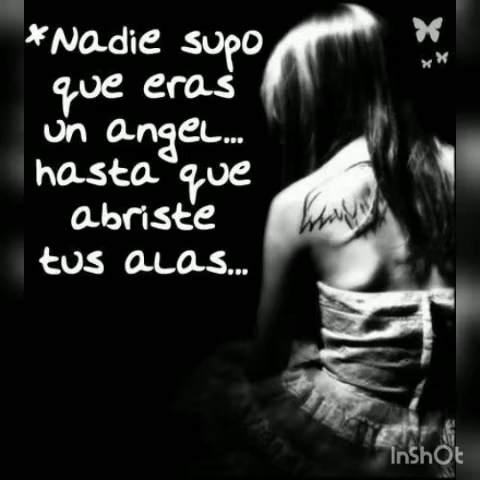 *Nadie supo
que eras
un angel...
hasta que
abriste
tus alas...
InShOt